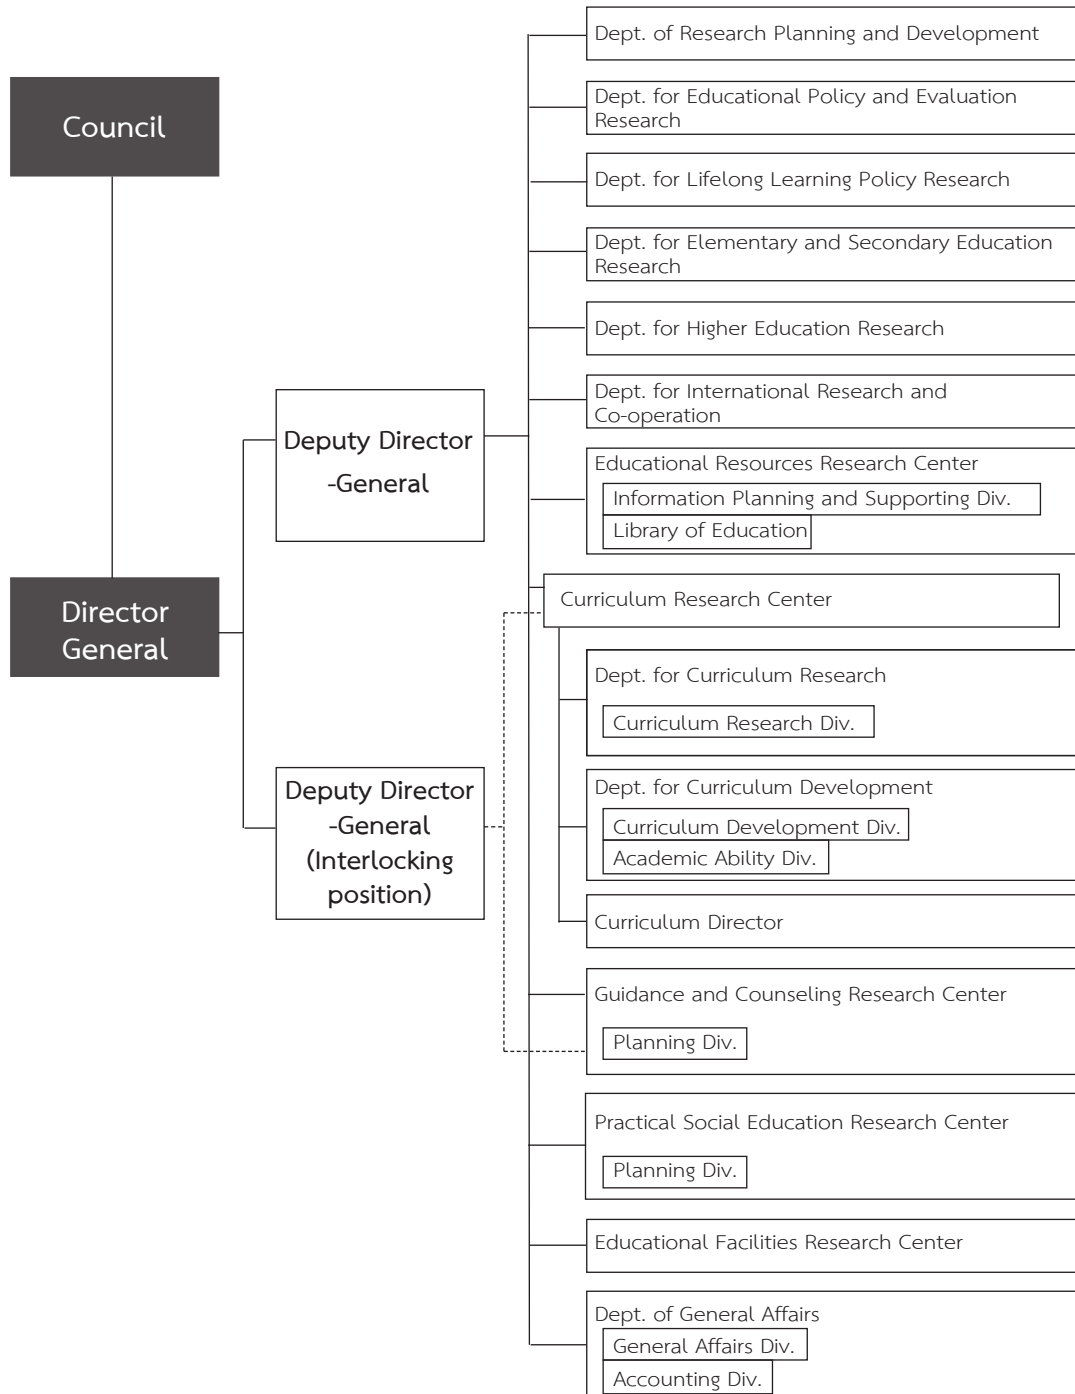 Council
Director
General
Deputy Director
-General
Deputy Director
-General
(Interlocking
position)
Dept. of Research Planning and Development
Dept. for Educational Policy and Evaluation
Research
Dept. for Lifelong Learning Policy Research
Dept. for Elementary and Secondary Education
Research
Dept. for Higher Education Research
Dept. for International Research and
Co-operation
Educational Resources Research Center
Information Planning and Supporting Div.
Library of Education
Curriculum Research Center
Dept. for Curriculum Research
Curriculum Research Div.
Dept. for Curriculum Development
Curriculum Development Div.
Academic Ability Div.
Curriculum Director
Guidance and Counseling Research Center
Planning Div.
Practical Social Education Research Center
Planning Div.
Educational Facilities Research Center
Dept. of General Affairs
General Affairs Div.
Accounting Div.